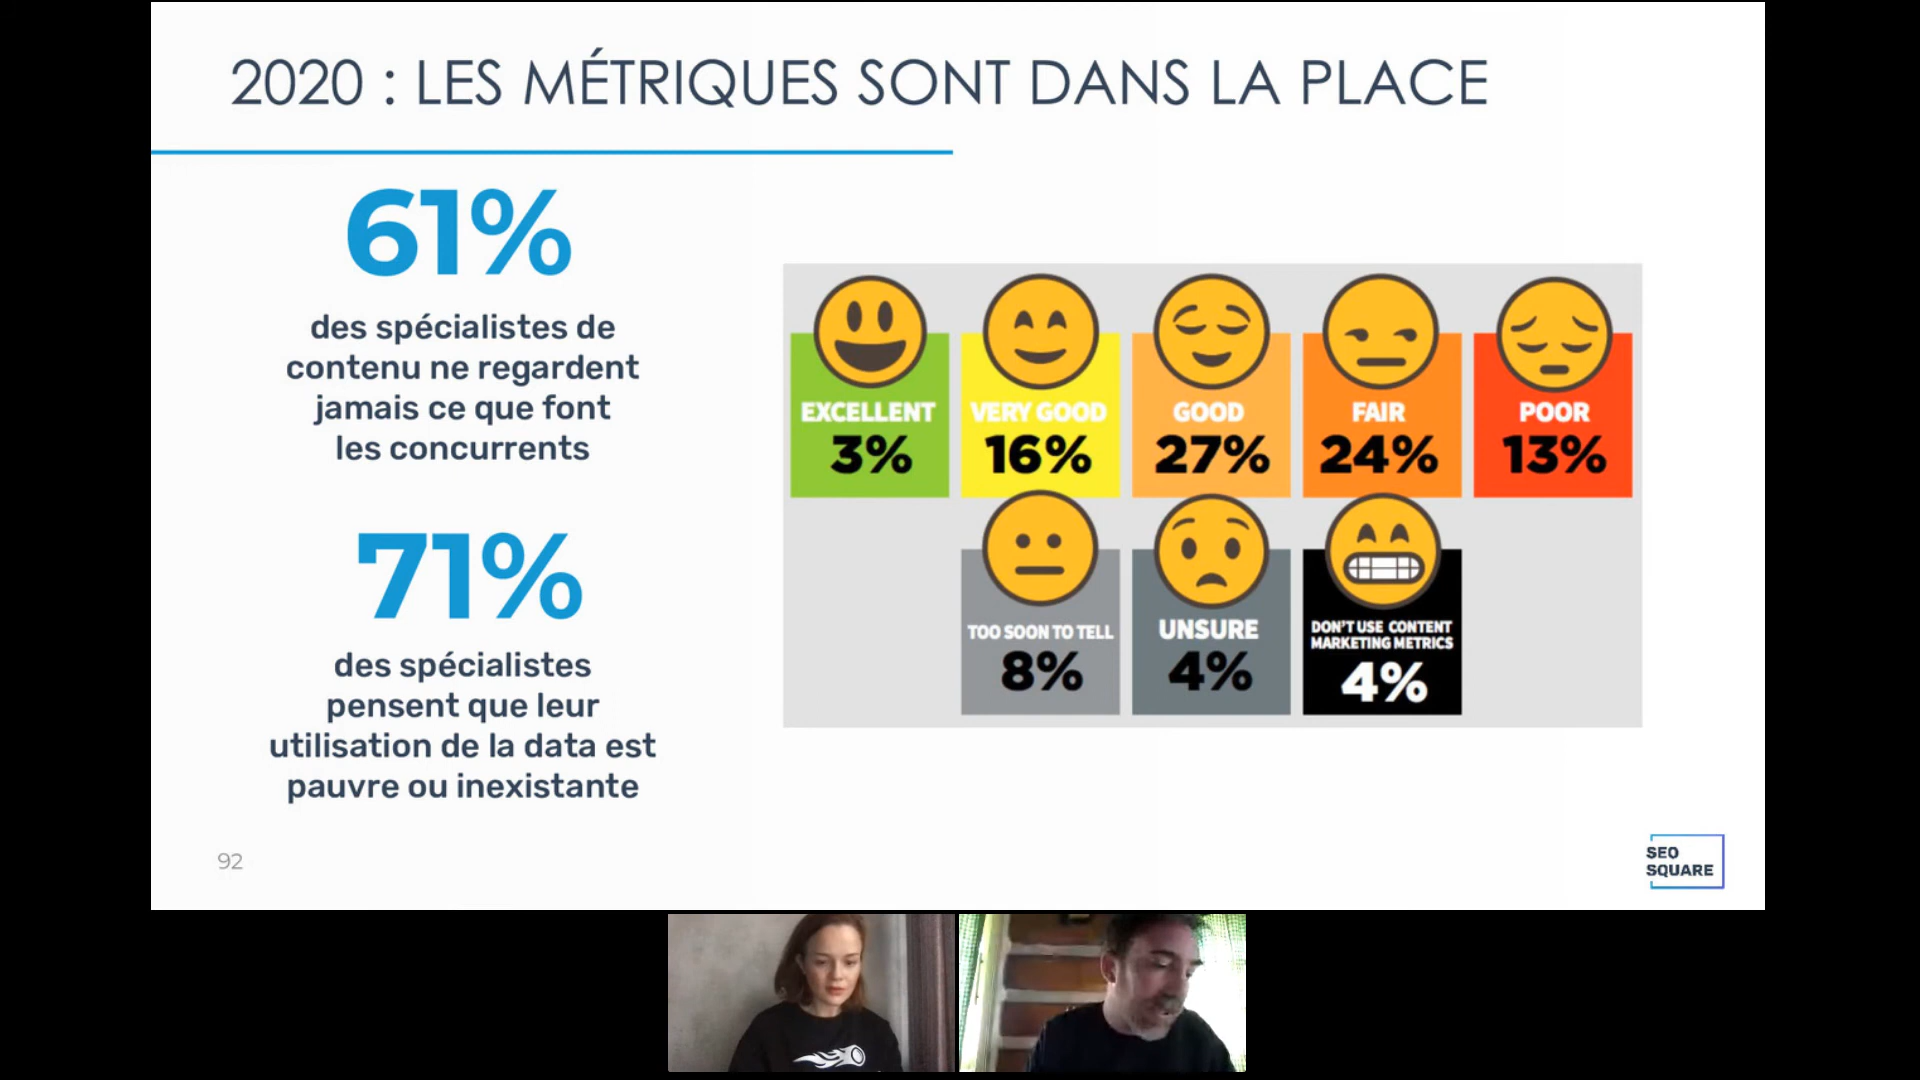 2020 : LES MÉTRIQUES SONT DANS LA PLACE
61%
des spécialistes de
contenu ne regardent
jamais ce que font
les concurrents
71%
des spécialistes
pensent que leur
utilisation de la data est
pauvre ou inexistante
EXCELLENT
3%
VERY GOOD
16%
GOOD
27%
FAIR
24%
POOR
13%
TOO SOON TO TELL
8%
UNSURE
4%
DON'T USE CONTENT
MARKETING METRICS
4%
92
SEO
SQUARE